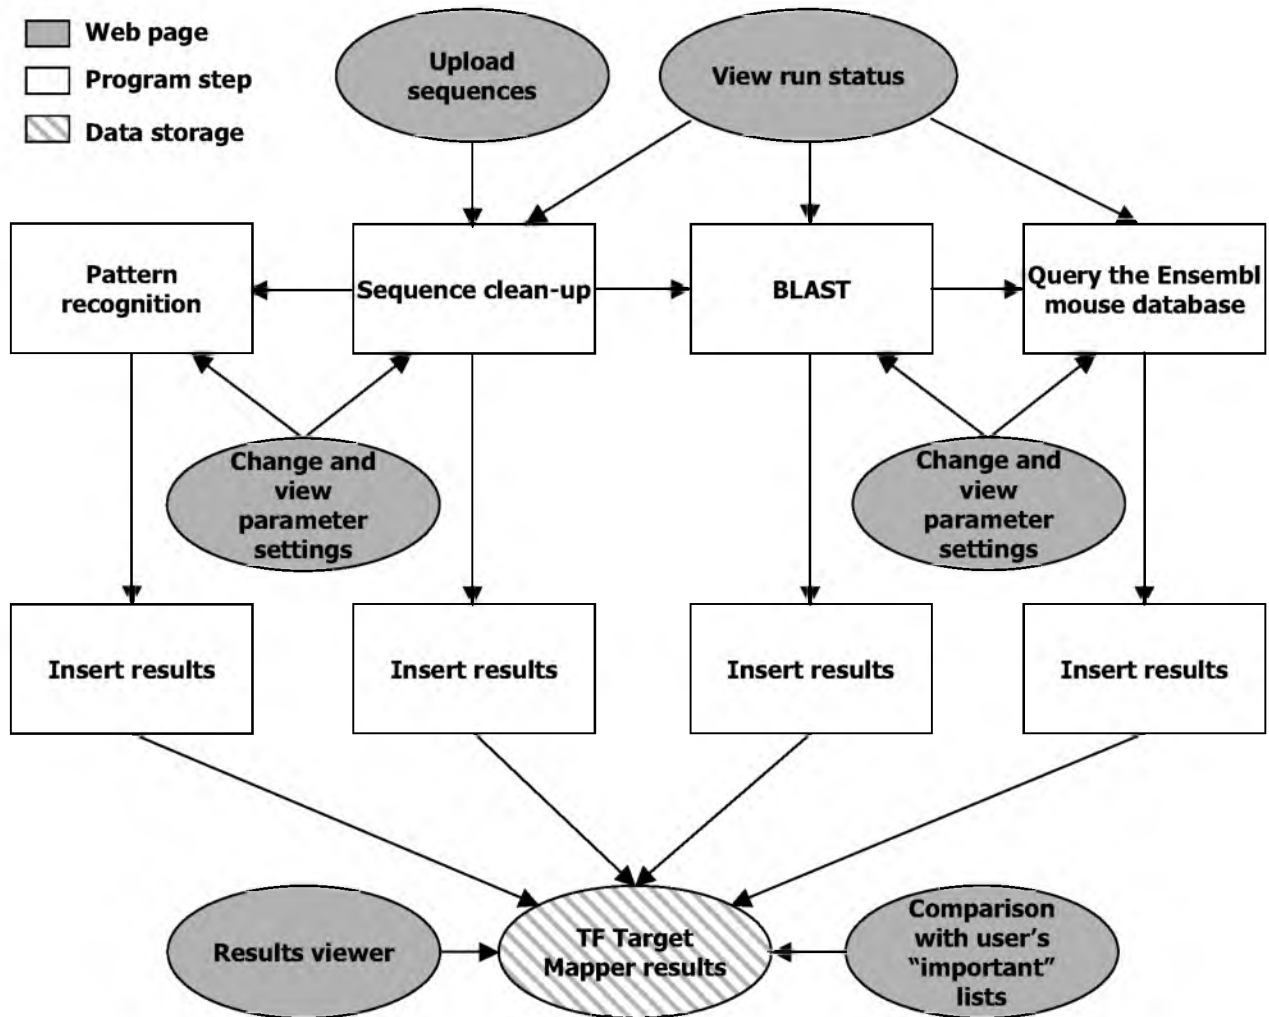 Web page
Program step
Data storage
Upload
sequences
View run status
Pattern
recognition
Sequence clean-up
BLAST
Query the Ensembl
mouse database
Change and
view
parameter
settings
Change and
view
parameter
settings
Insert results
Insert results
Insert results
Insert results
Results viewer
TF Target
Mapper results
Comparison
with user's
"important"
lists